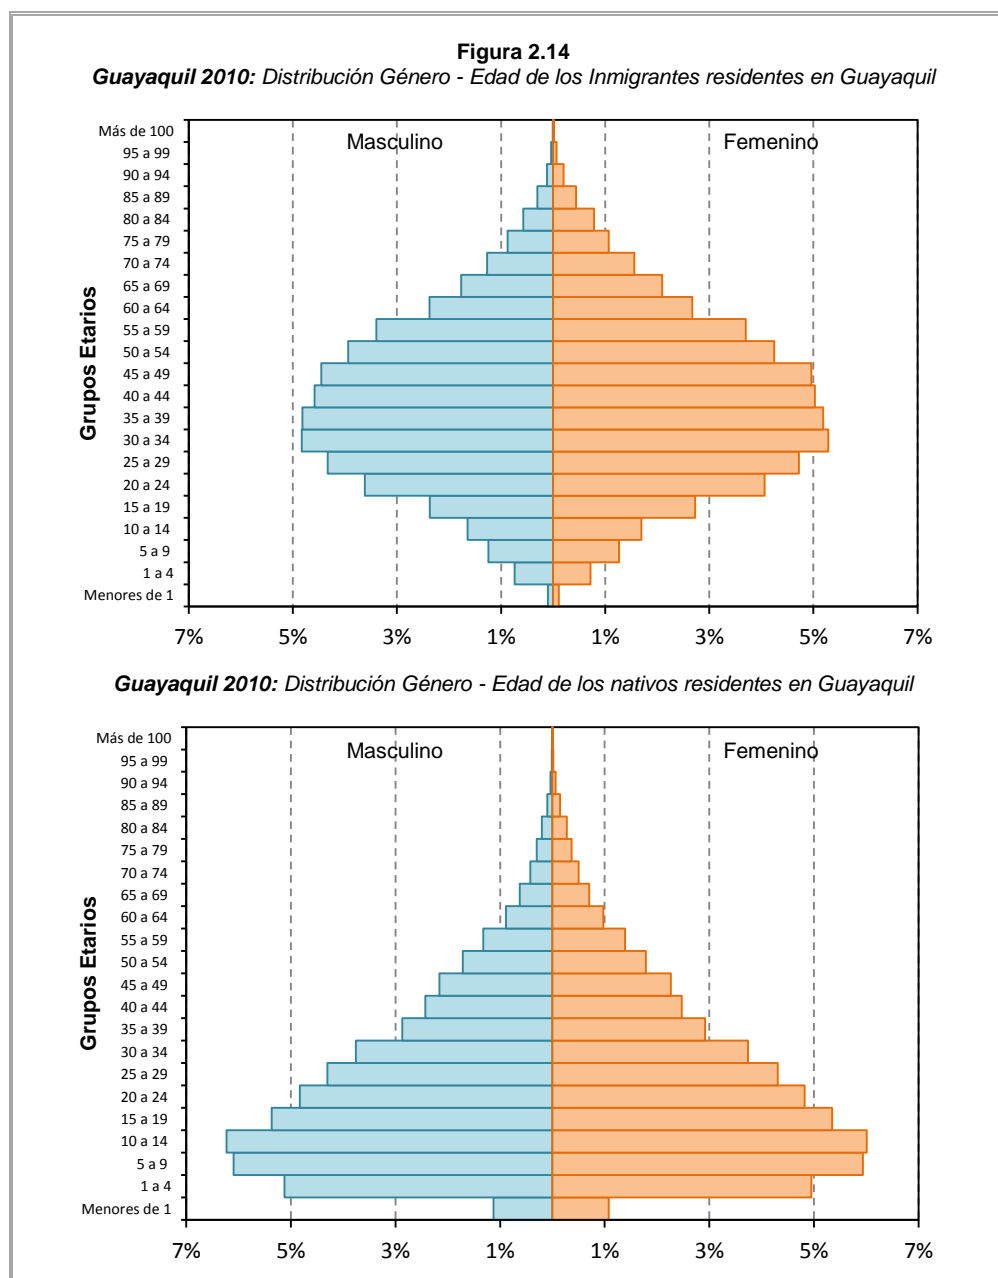 Figura 2.14
Guayaquil 2010: Distribución Género - Edad de los Inmigrantes residentes en Guayaquil
Masculino
Femenino
Grupos Etarios
Más de 100
95 a 99
90 a 94
85 a 89
80 a 84
75 a 79
70 a 74
65 a 69
60 a 64
55 a 59
50 a 54
45 a 49
40 a 44
35 a 39
30 a 34
25 a 29
20 a 24
15 a 19
10 a 14
5 a 9
1 a 4
Menores de 1
7% 5% 3% 1% 1% 3% 5% 7%
Guayaquil 2010: Distribución Género - Edad de los nativos residentes en Guayaquil
Masculino
Femenino
Grupos Etarios
Más de 100
95 a 99
90 a 94
85 a 89
80 a 84
75 a 79
70 a 74
65 a 69
60 a 64
55 a 59
50 a 54
45 a 49
40 a 44
35 a 39
30 a 34
25 a 29
20 a 24
15 a 19
10 a 14
5 a 9
1 a 4
Menores de 1
7% 5% 3% 1% 1% 3% 5% 7%